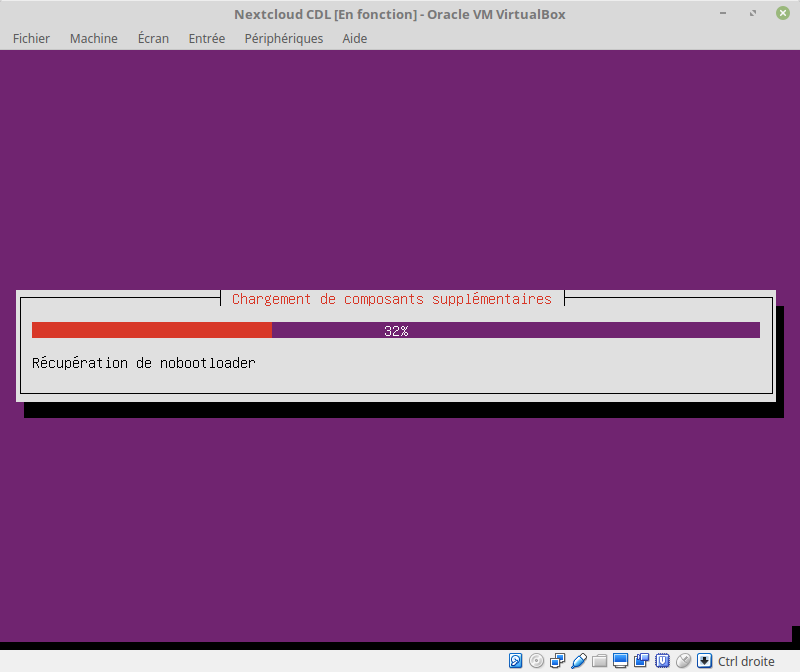 Nextcloud CDL [En fonction] - Oracle VM VirtualBox
Fichier Machine Écran Entrée Périphériques Aide
Chargement de composants supplémentaires
32%
Récupération de nobootloader
Ctrl droite